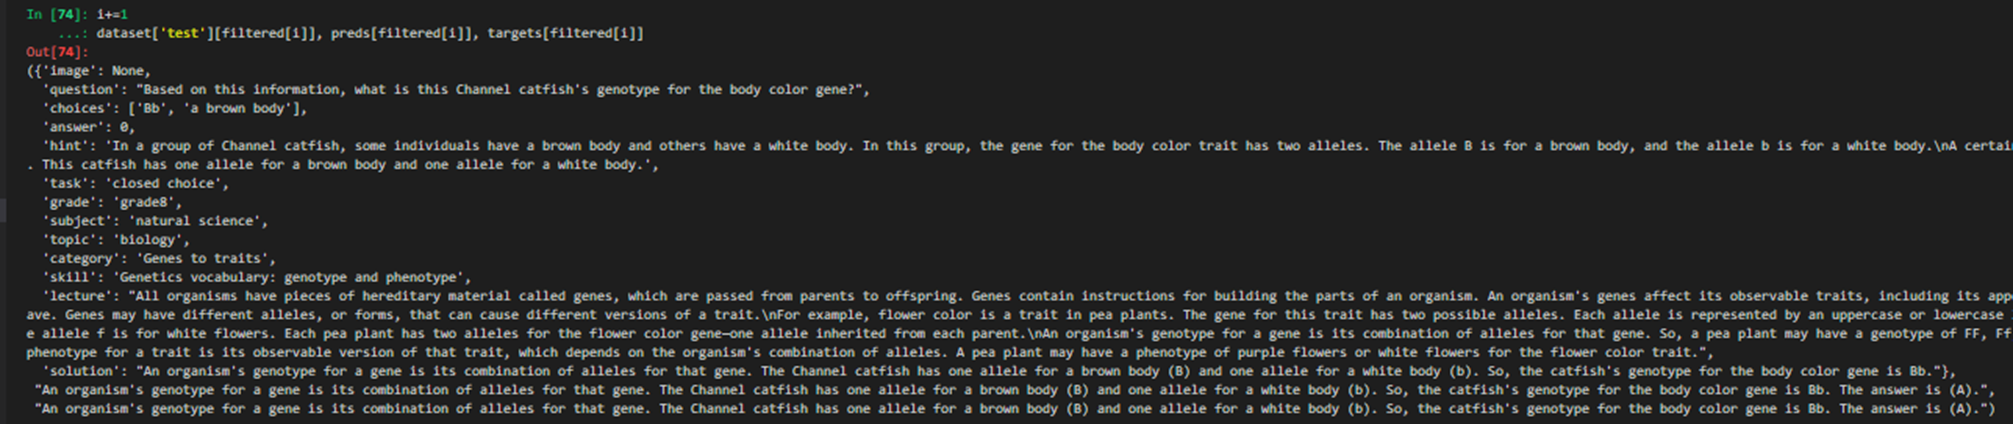 In [74]: i+=1
    ...: dataset['test'][filtered[i]], preds[filtered[i]], targets[filtered[i]]
Out[74]:
({'image': None,
  'question': "Based on this information, what is this Channel catfish's genotype for the body color gene?",
  'choices': ['Bb', 'a brown body'],
  'answer': 0,
  'hint': 'In a group of Channel catfish, some individuals have a brown body and others have a white body. In this group, the gene for the body color trait has two alleles. The allele B is for a brown body, and the allele b is for a white body.\nA certai
. This catfish has one allele for a brown body and one allele for a white body.',
  'task': 'closed choice',
  'grade': 'grade8',
  'subject': 'natural science',
  'topic': 'biology',
  'category': 'Genes to traits',
  'skill': 'Genetics vocabulary: genotype and phenotype',
  'lecture': "All organisms have pieces of hereditary material called genes, which are passed from parents to offspring. Genes contain instructions for building the parts of an organism. An organism's genes affect its observable traits, including its app
ave. Genes may have different alleles, or forms, that can cause different versions of a trait.\nFor example, flower color is a trait in pea plants. The gene for this trait has two possible alleles. Each allele is represented by an uppercase or lowercase
e allele f is for white flowers. Each pea plant has two alleles for the flower color gene—one allele inherited from each parent.\nAn organism's genotype for a gene is its combination of alleles for that gene. So, a pea plant may have a genotype of FF, Ff
phenotype for a trait is its observable version of that trait, which depends on the organism's combination of alleles. A pea plant may have a phenotype of purple flowers or white flowers for the flower color trait.",
  'solution': "An organism's genotype for a gene is its combination of alleles for that gene. The Channel catfish has one allele for a brown body (B) and one allele for a white body (b). So, the catfish's genotype for the body color gene is Bb."},
 "An organism's genotype for a gene is its combination of alleles for that gene. The Channel catfish has one allele for a brown body (B) and one allele for a white body (b). So, the catfish's genotype for the body color gene is Bb. The answer is (A).",
 "An organism's genotype for a gene is its combination of alleles for that gene. The Channel catfish has one allele for a brown body (B) and one allele for a white body (b). So, the catfish's genotype for the body color gene is Bb. The answer is (A).")